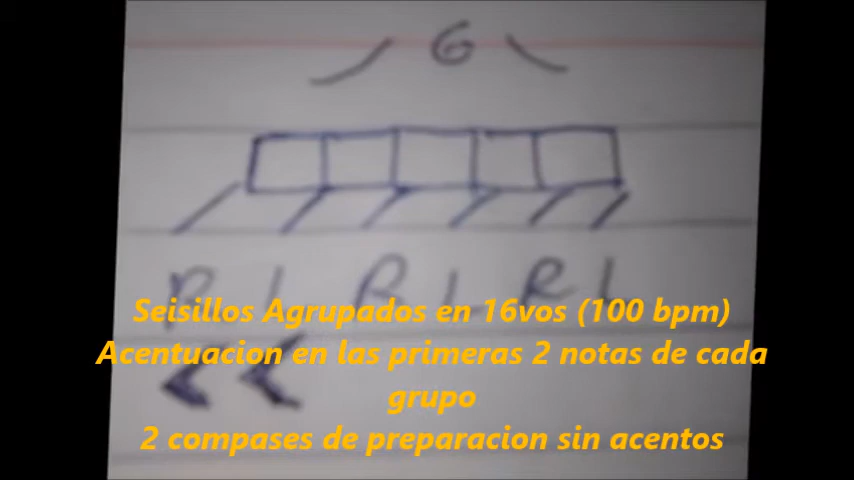 6
R L R L R L
Seisillos Agrupados en 16vos (100 bpm)
Acentuacion en las primeras 2 notas de cada
grupo
2 compases de preparacion sin acentos